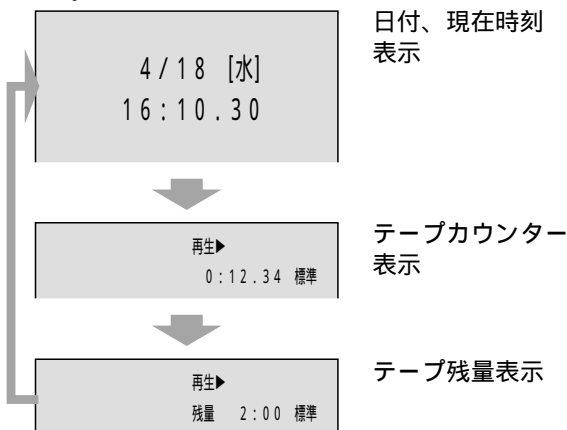 4/18 [水]
16:10.30
日付、現在時刻
表示
再生▶
0:12.34 標準
テープカウンター
表示
再生▶
残量 2:00 標準
テープ残量表示